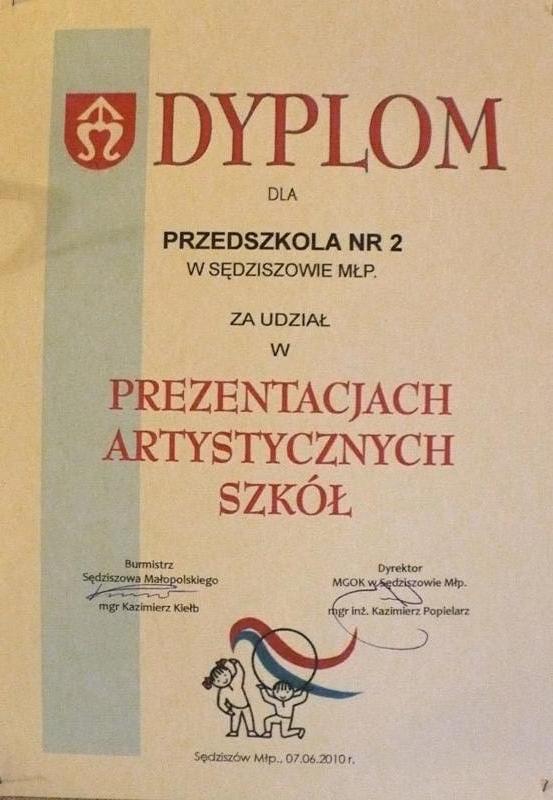 DYPLOM
DLA
PRZEDSZKOLA NR 2
W SĘDZISZOWIE MŁP.
ZA UDZIAŁ
W
PREZENTACJACH
ARTYSTYCZNYCH
SZKÓŁ
Burmistrz
Sędziszowa Małopolskiego
mgr Kazimierz Kiełb
Dyrektor
MGOK w Sędziszowie Młp.
mgr inż. Kazimierz Popielarz
Sędziszów Młp., 07.06.2010 r.